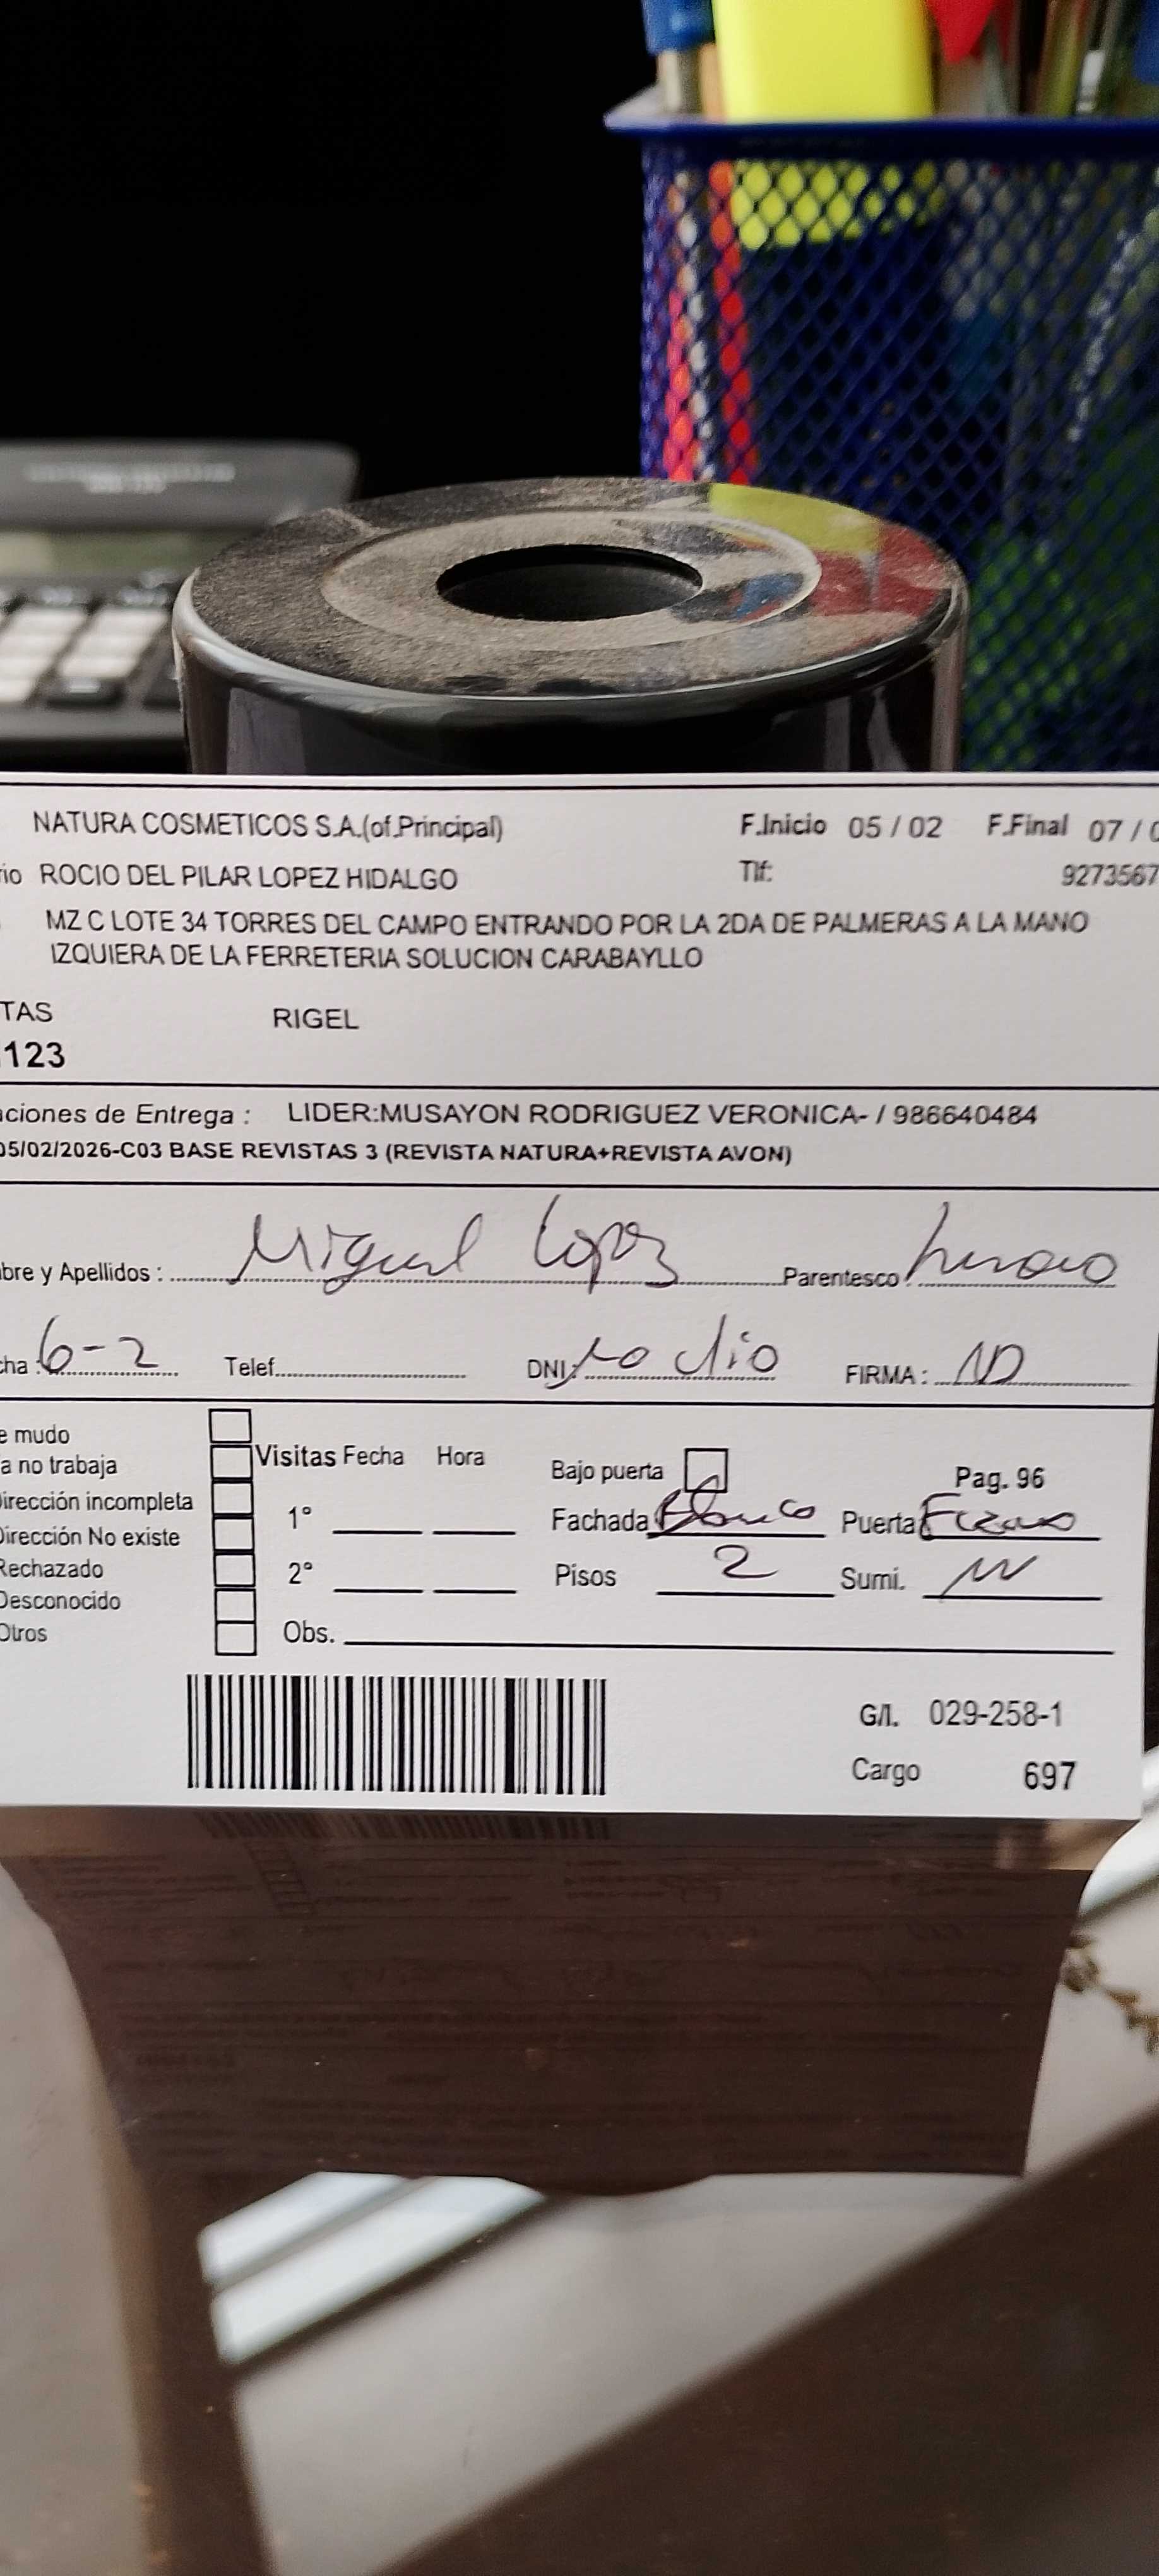 NATURA COSMETICOS S.A.(of.Principal) F.Inicio 05 / 02 F.Final 07 / 0
rio ROCIO DEL PILAR LOPEZ HIDALGO Tlf: 9273567
MZ C LOTE 34 TORRES DEL CAMPO ENTRANDO POR LA 2DA DE PALMERAS A LA MANO
IZQUIERA DE LA FERRETERIA SOLUCION CARABAYLLO
TAS RIGEL
123
aciones de Entrega : LIDER:MUSAYON RODRIGUEZ VERONICA- / 986640484
05/02/2026-C03 BASE REVISTAS 3 (REVISTA NATURA+REVISTA AVON)
bre y Apellidos : Miguel Lopez Parentesco :
cha : 6-2 Telef. DNI: no dio FIRMA : ND
e mudo
a no trabaja Visitas Fecha Hora Bajo puerta Pag. 96
Dirección incompleta 1° Fachada Blanco Puerta
Dirección No existe
Rechazado 2° Pisos 2 Sumi.
Desconocido
Otros Obs.
G/I. 029-258-1
Cargo 697